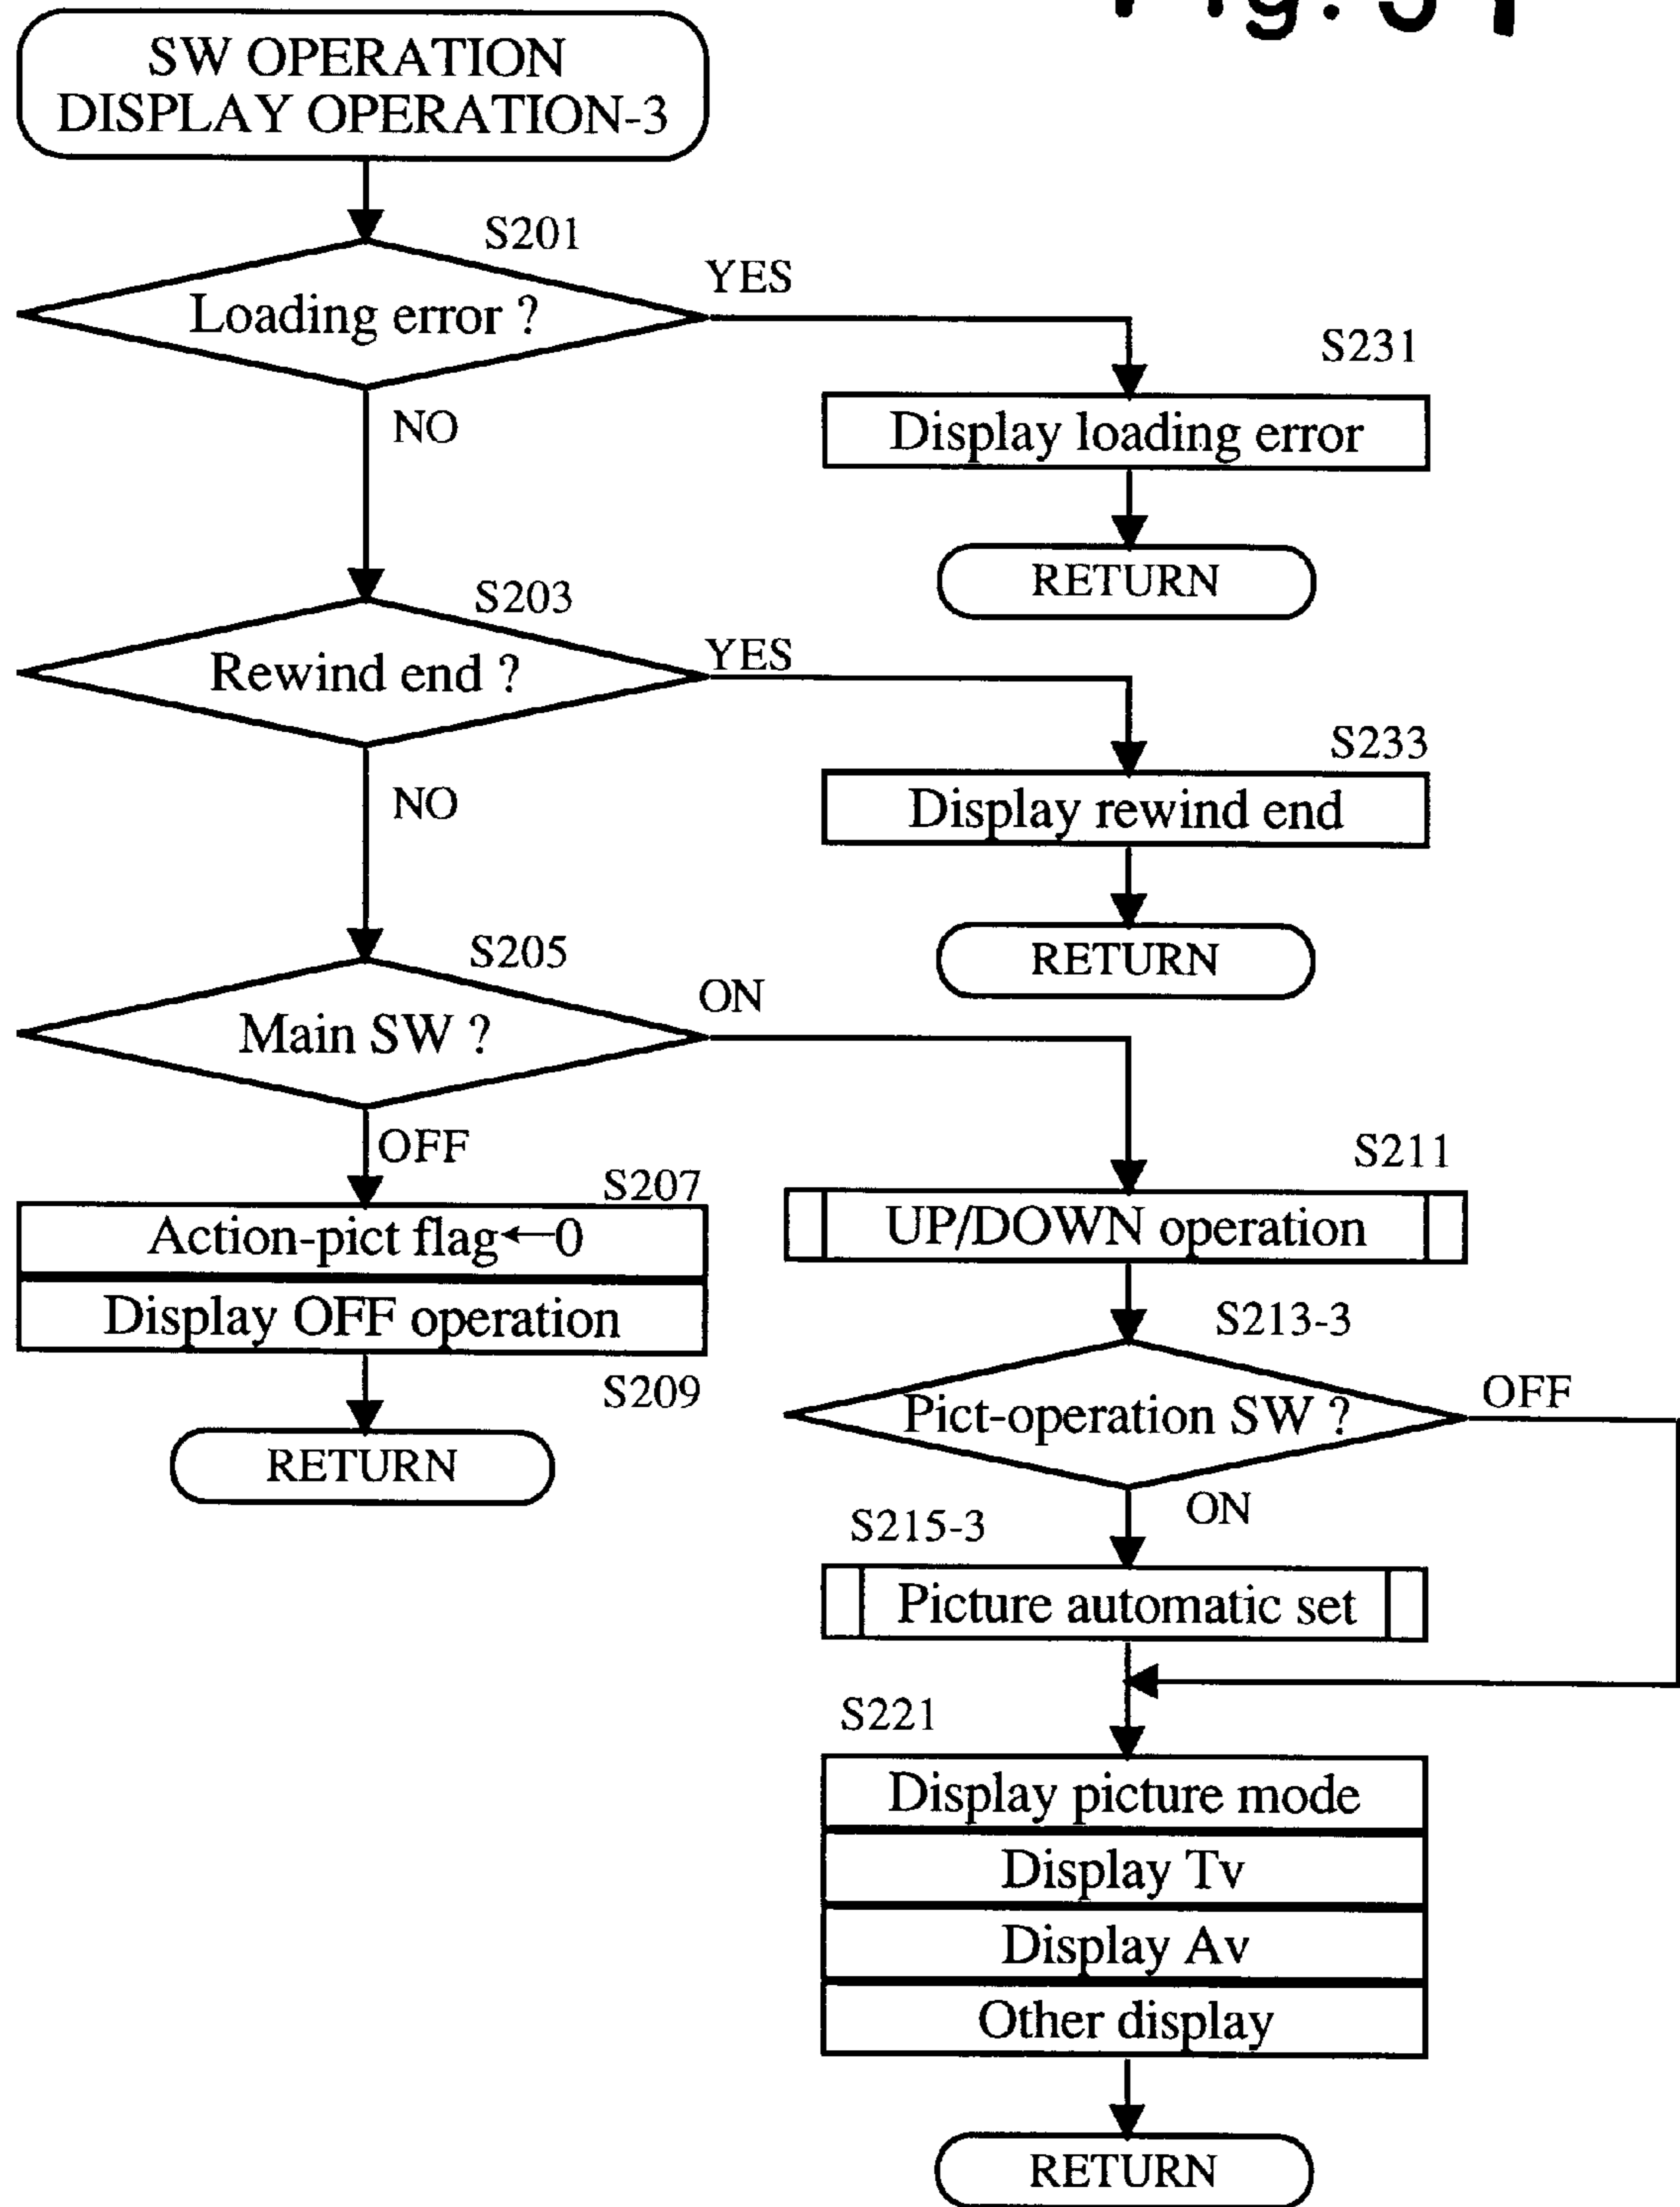 SW OPERATION
DISPLAY OPERATION-3
S201
Loading error ?
YES
NO
S231
Display loading error
RETURN
S203
Rewind end ?
YES
NO
S233
Display rewind end
RETURN
S205
Main SW ?
ON
OFF
S207
Action-pict flag←0
Display OFF operation
S209
RETURN
S211
UP/DOWN operation
S213-3
Pict-operation SW ?
OFF
ON
S215-3
Picture automatic set
S221
Display picture mode
Display Tv
Display Av
Other display
RETURN